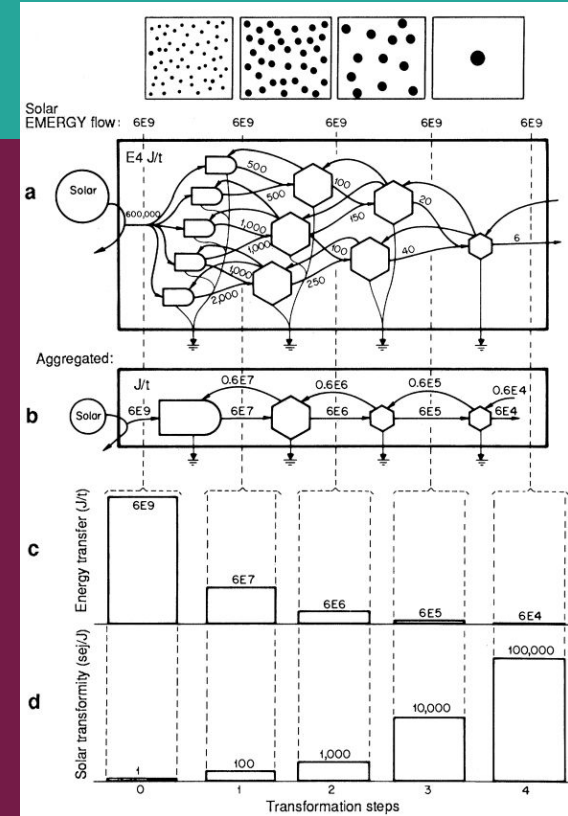 Solar
EMERGY flow: 6E9 6E9 6E9 6E9 6E9
a
E4 J/t
Solar
600,000
500
500
1,000
1,000
1,000
2,000
100
150
100
250
20
40
6
Aggregated:
b
J/t
0.6E7 0.6E6 0.6E5 0.6E4
Solar
6E9 6E7 6E6 6E5 6E4
c
Energy transfer (J/t)
6E9
6E7
6E6
6E5
6E4
d
Solar transformity (sej/J)
1
100
1,000
10,000
100,000
0 1 2 3 4
Transformation steps